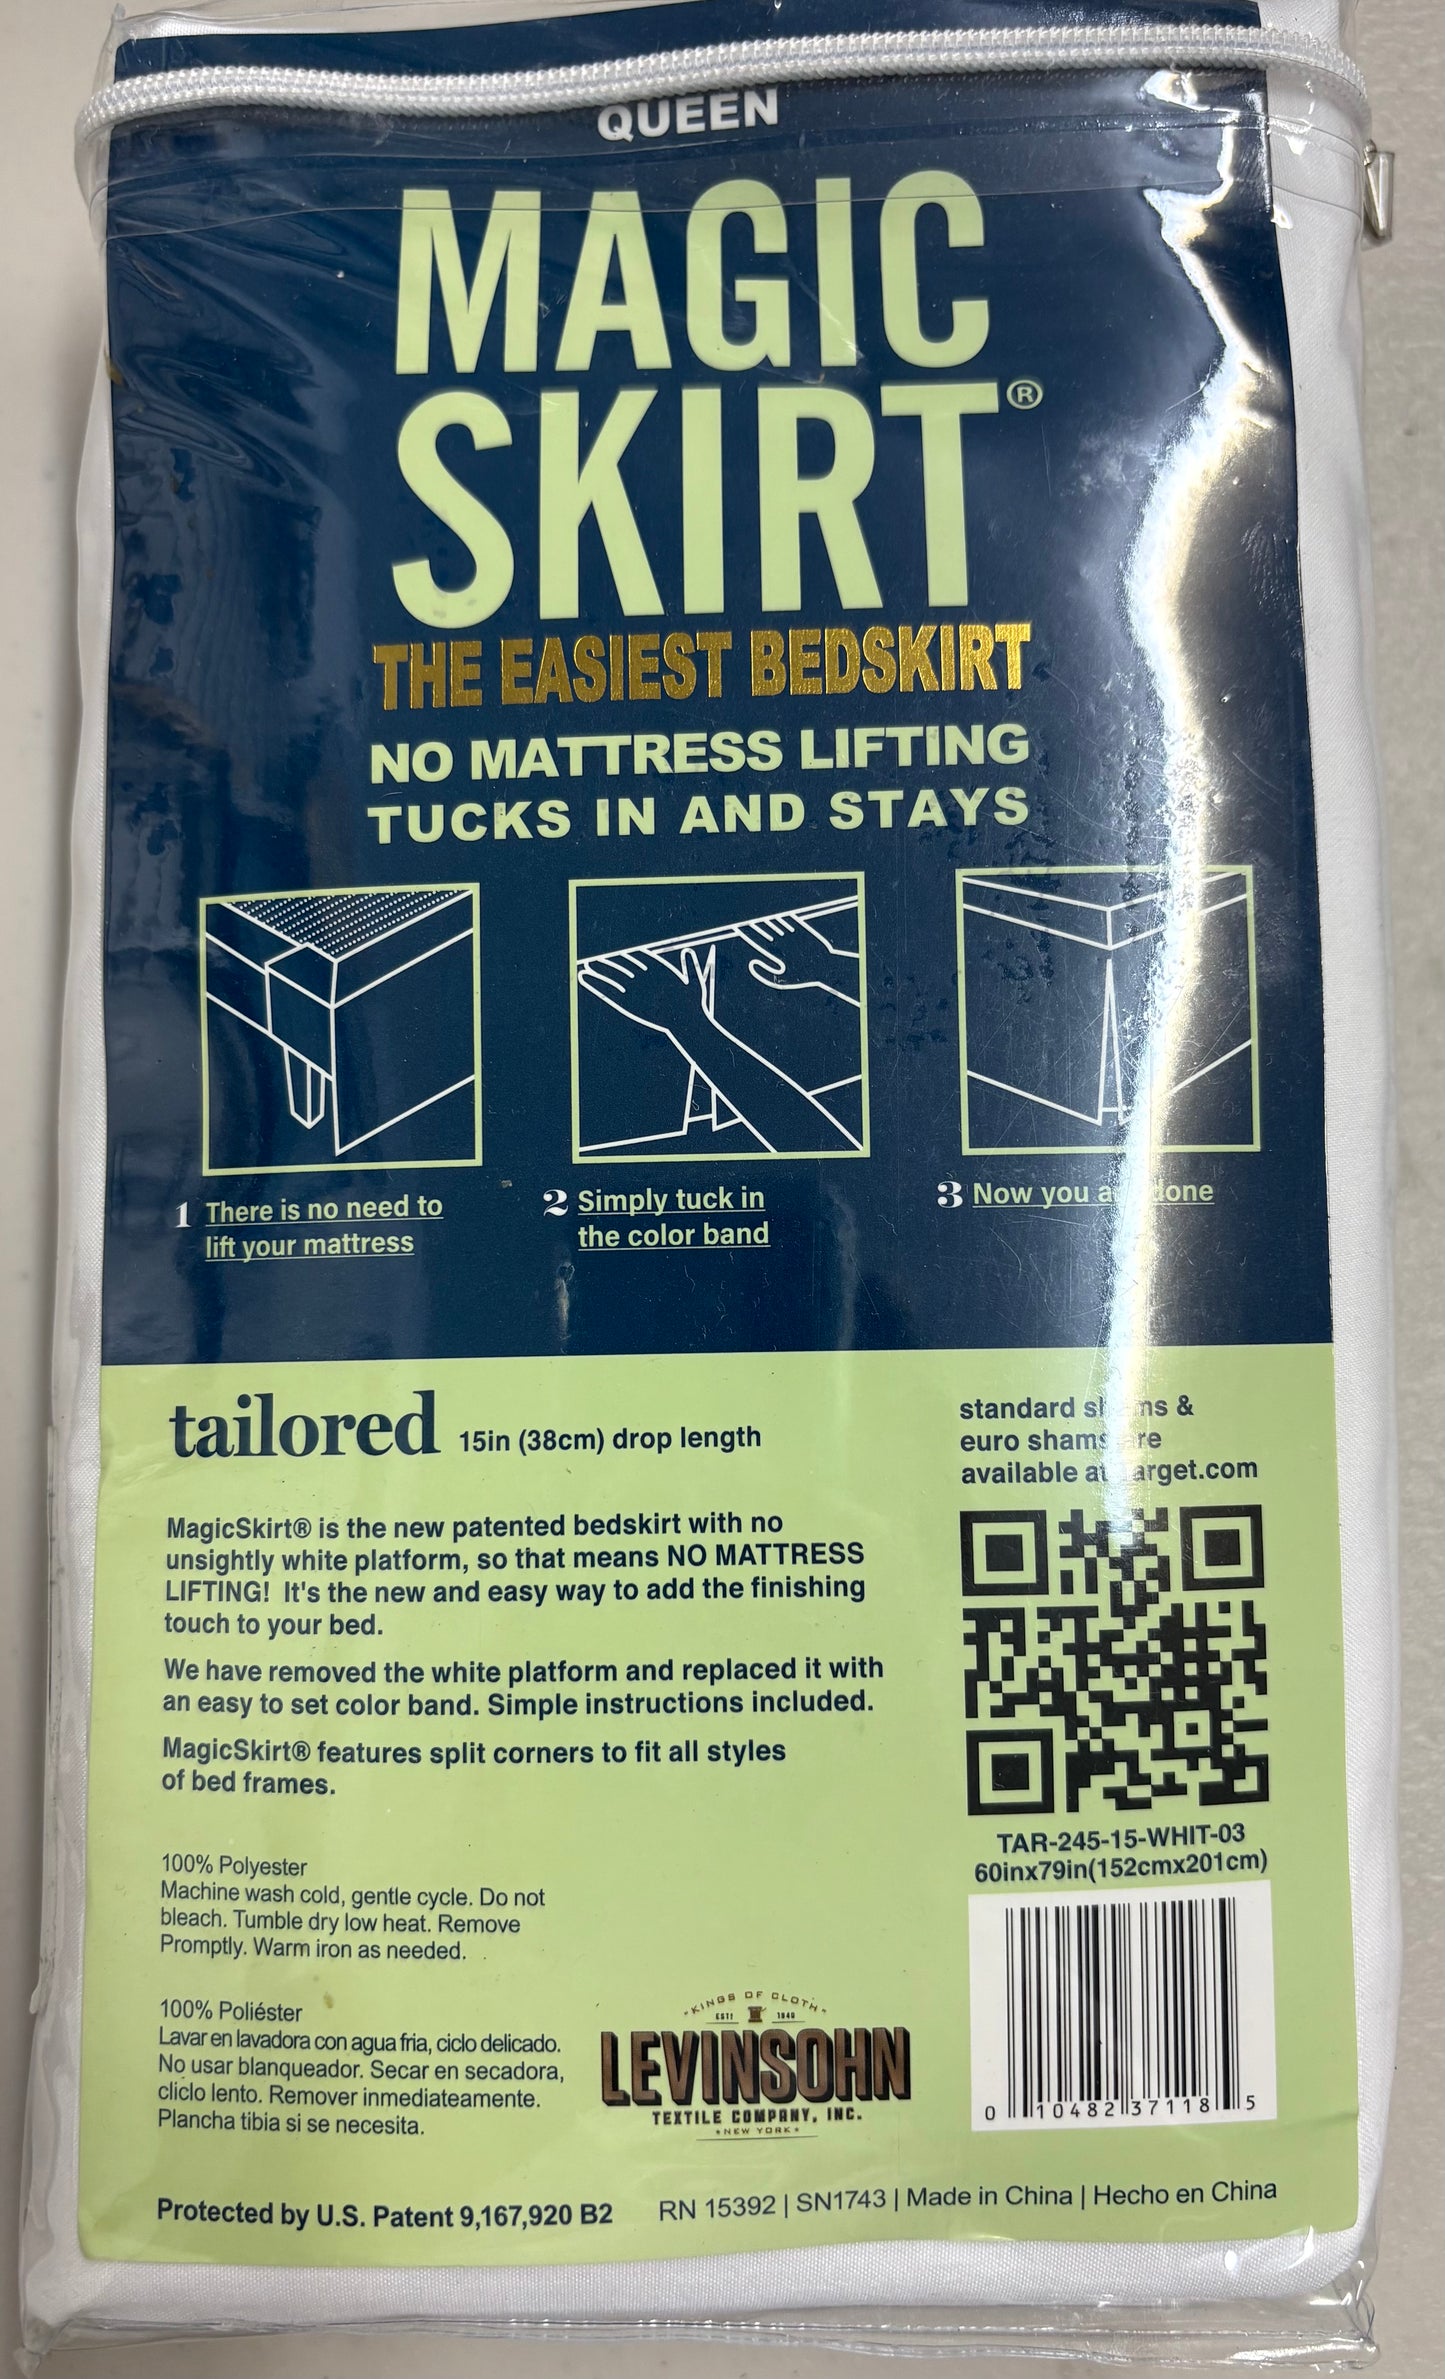 QUEEN
MAGIC
SKIRT®
THE EASIEST BEDSKIRT
NO MATTRESS LIFTING
TUCKS IN AND STAYS
1 There is no need to
lift your mattress
2 Simply tuck in
the color band
3 Now you done
tailored 15in (38cm) drop length
MagicSkirt® is the new patented bedskirt with no
unsightly white platform, so that means NO MATTRESS
LIFTING! It's the new and easy way to add the finishing
touch to your bed.
We have removed the white platform and replaced it with
an easy to set color band. Simple instructions included.
MagicSkirt® features split corners to fit all styles
of bed frames.
standard shams &
euro shams are
available at target.com
TAR-245-15-WHIT-03
60inx79in(152cmx201cm)
0 10482 37118 5
100% Polyester
Machine wash cold, gentle cycle. Do not
bleach. Tumble dry low heat. Remove
Promptly. Warm iron as needed.
100% Poliéster
Lavar en lavadora con agua fria, ciclo delicado.
No usar blanqueador. Secar en secadora,
cliclo lento. Remover inmediateamente.
Plancha tibia si se necesita.
KINGS OF CLOTH
EST: 1840
LEVINSOHN
TEXTILE COMPANY, INC.
NEW YORK
Protected by U.S. Patent 9,167,920 B2
RN 15392 | SN1743 | Made in China | Hecho en China